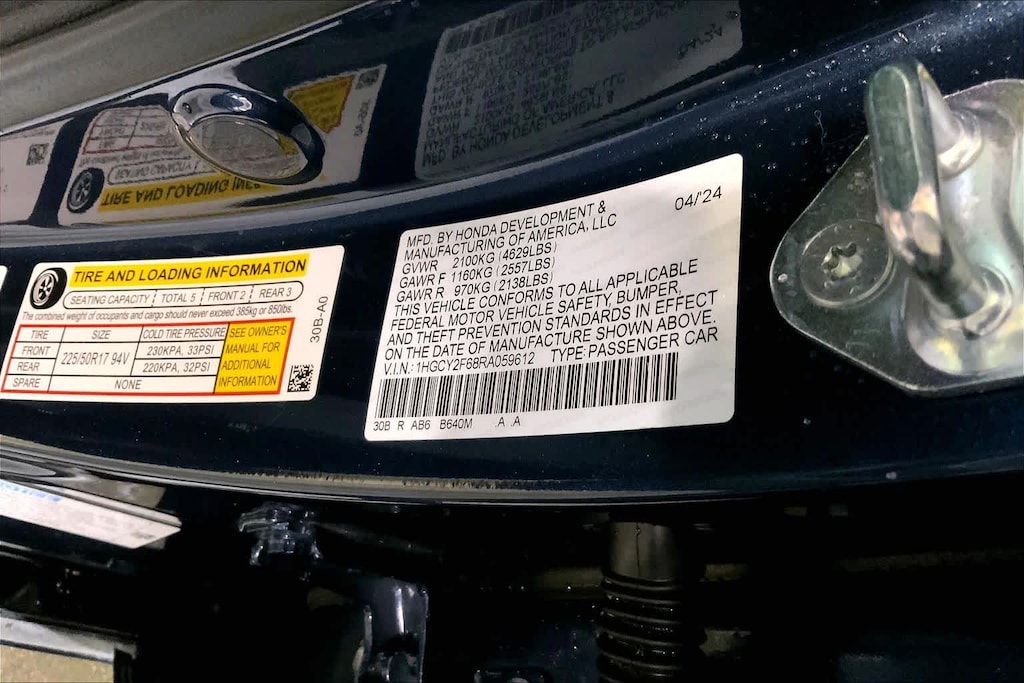 TIRE AND LOADING INFORMATION
SEATING CAPACITY TOTAL 5 FRONT 2 REAR 3
The combined weight of occupants and cargo should never exceed 385kg or 850lbs.
TIRE SIZE COLD TIRE PRESSURE
FRONT 225/50R17 94V 230KPA, 33PSI
REAR 220KPA, 32PSI
SPARE NONE
SEE OWNER'S
MANUAL FOR
ADDITIONAL
INFORMATION
30B-A0
04/'24
MFD. BY HONDA DEVELOPMENT &
MANUFACTURING OF AMERICA, LLC
GVWR 2100KG (4629LBS)
GAWR F 1160KG (2557LBS)
GAWR R 970KG (2138LBS)
THIS VEHICLE CONFORMS TO ALL APPLICABLE
FEDERAL MOTOR VEHICLE SAFETY, BUMPER,
AND THEFT PREVENTION STANDARDS IN EFFECT
ON THE DATE OF MANUFACTURE SHOWN ABOVE.
V.I.N.: 1HGCY2F68RA059612 TYPE: PASSENGER CAR
30B R AB6 B640M .A .A